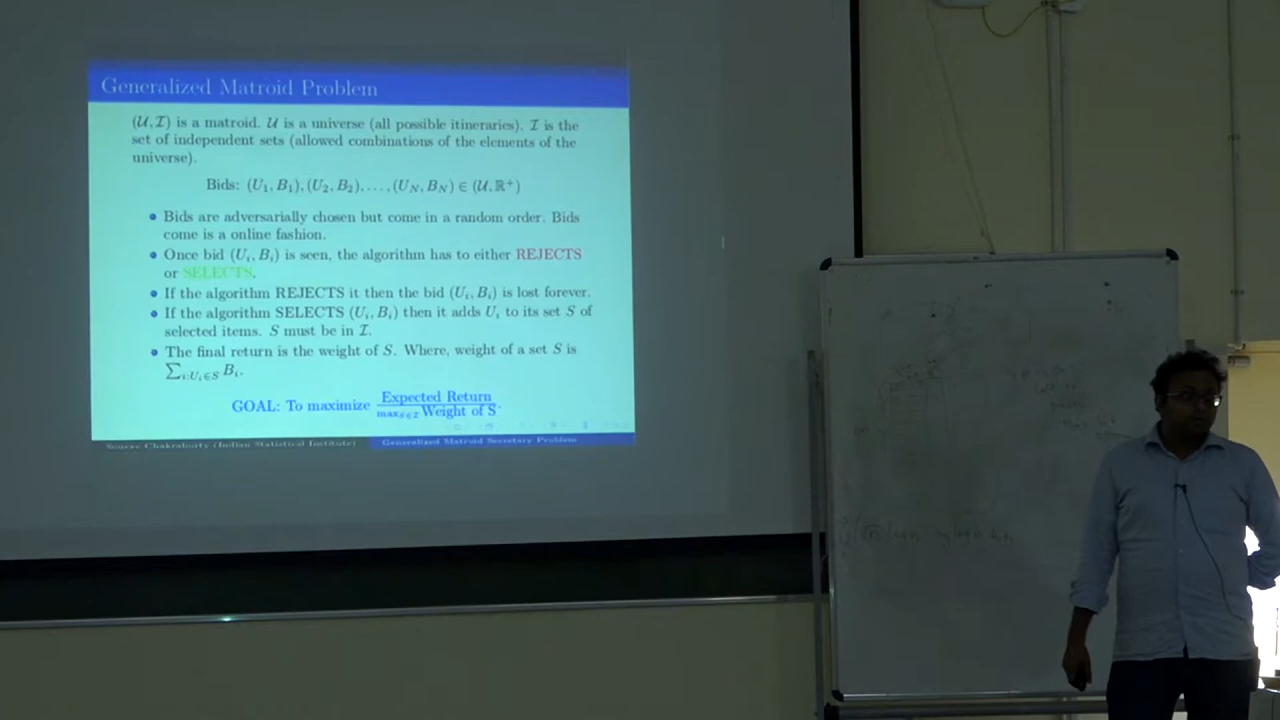 Generalized Matroid Problem
(𝒰, ℐ) is a matroid. 𝒰 is a universe (all possible itineraries). ℐ is the
set of independent sets (allowed combinations of the elements of the
universe).
Bids: (U₁, B₁), (U₂, B₂), . . . , (U_N, B_N) ∈ (𝒰, ℝ⁺)
• Bids are adversarially chosen but come in a random order. Bids
come is a online fashion.
• Once bid (Uᵢ, Bᵢ) is seen, the algorithm has to either REJECTS
or SELECTS.
• If the algorithm REJECTS it then the bid (Uᵢ, Bᵢ) is lost forever.
• If the algorithm SELECTS (Uᵢ, Bᵢ) then it adds Uᵢ to its set S of
selected items. S must be in ℐ.
• The final return is the weight of S. Where, weight of a set S is
∑_{i:Uᵢ∈S} Bᵢ.
GOAL: To maximize Expected Return / max_{S∈ℐ} Weight of S.
Sourav Chakraborty (Indian Statistical Institute) Generalized Matroid Secretary Problem